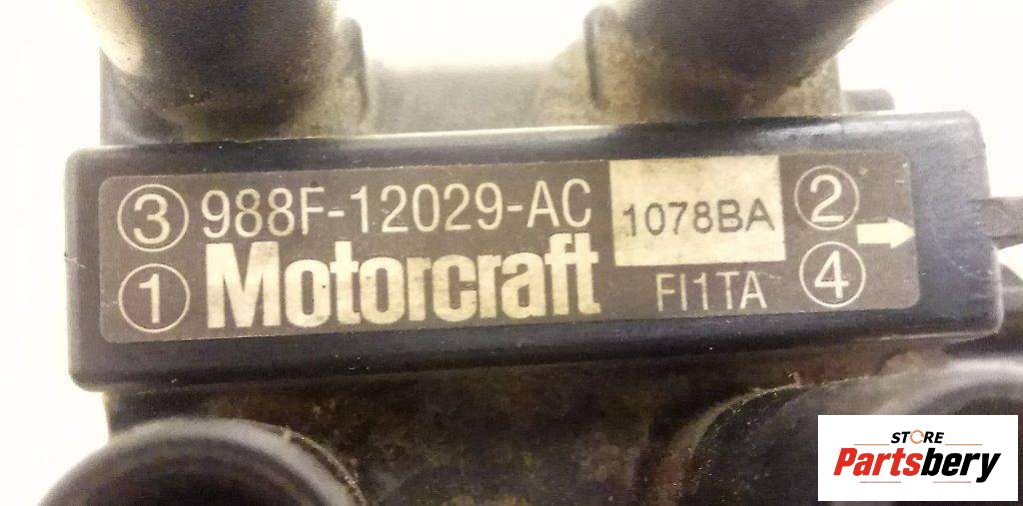 3 988F-12029-AC 1078BA 2
1 Motorcraft FI1TA 4
STORE
Partsbery